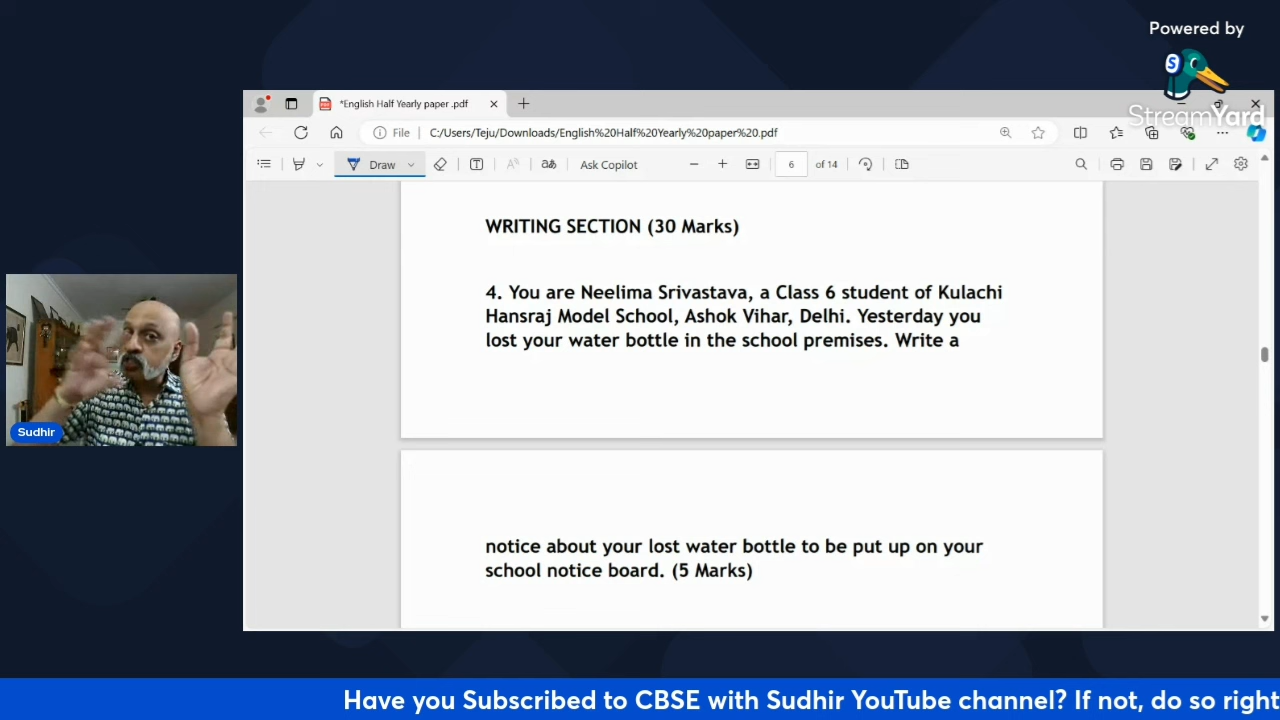 Powered by
StreamYard
*English Half Yearly paper .pdf
File
C:/Users/Teju/Downloads/English%20Half%20Yearly%20paper%20.pdf
Draw
Ask Copilot
6 of 14
WRITING SECTION (30 Marks)
4. You are Neelima Srivastava, a Class 6 student of Kulachi
Hansraj Model School, Ashok Vihar, Delhi. Yesterday you
lost your water bottle in the school premises. Write a
notice about your lost water bottle to be put up on your
school notice board. (5 Marks)
Sudhir
Have you Subscribed to CBSE with Sudhir YouTube channel? If not, do so right